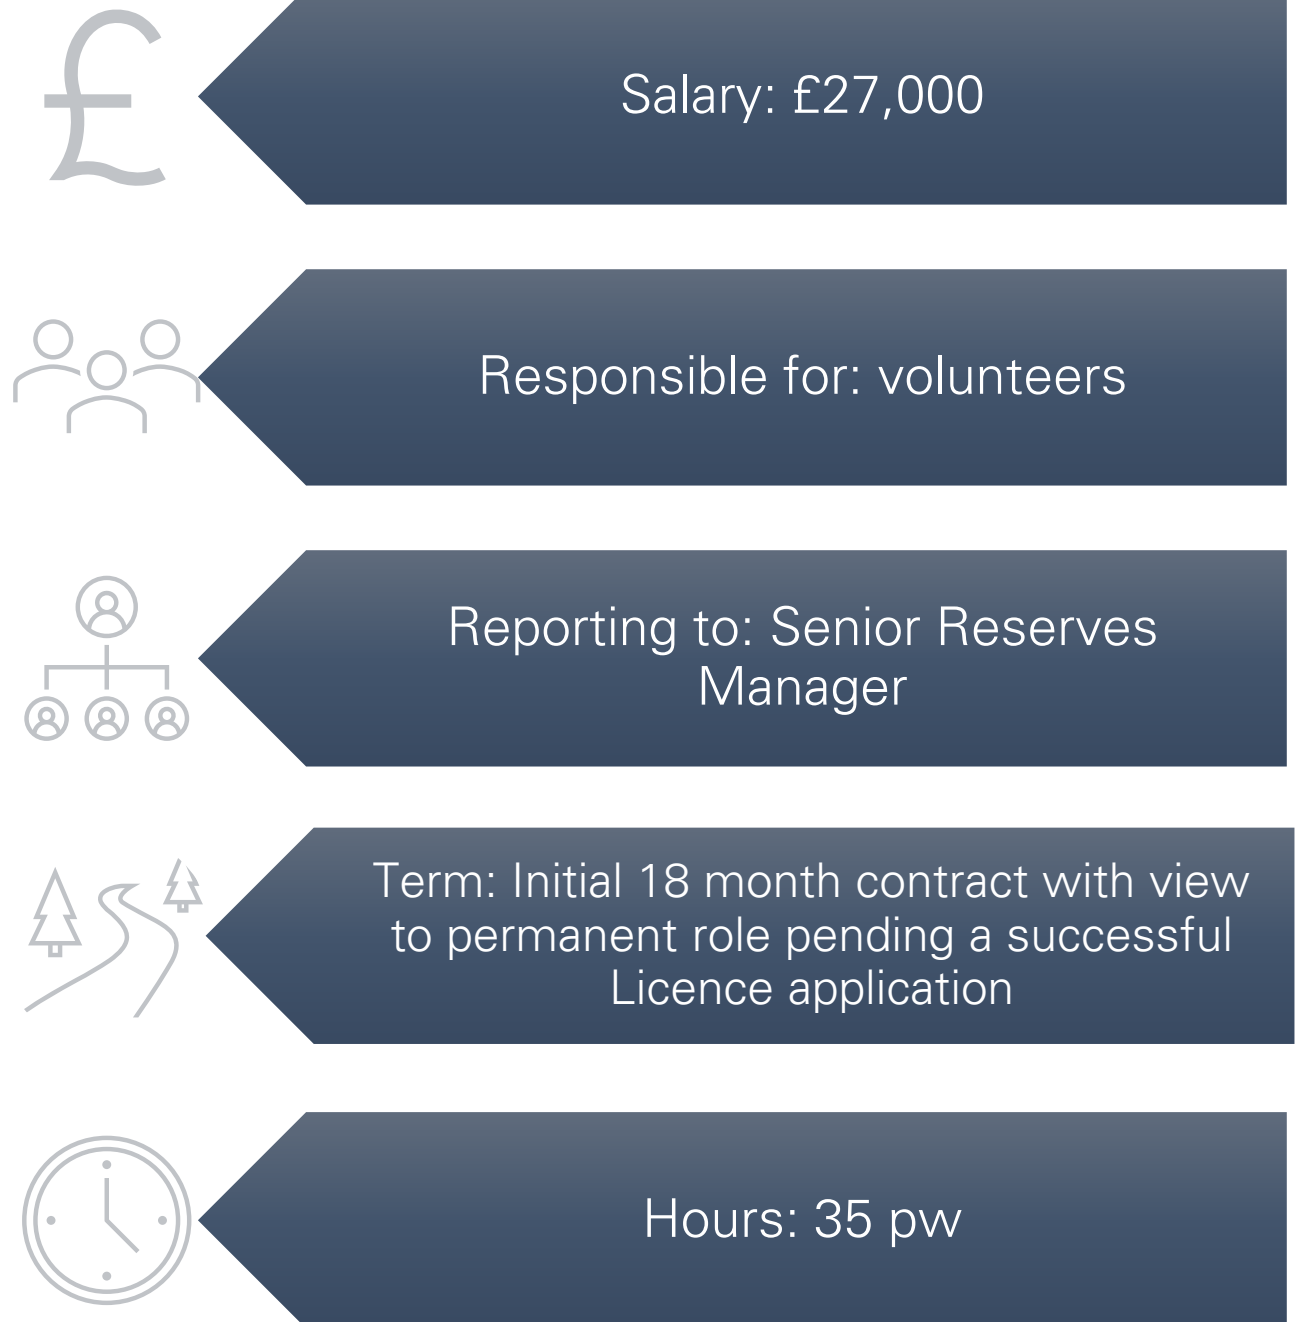 Salary: £27,000
Responsible for: volunteers
Reporting to: Senior Reserves
Manager
Term: Initial 18 month contract with view
to permanent role pending a successful
Licence application
Hours: 35 pw